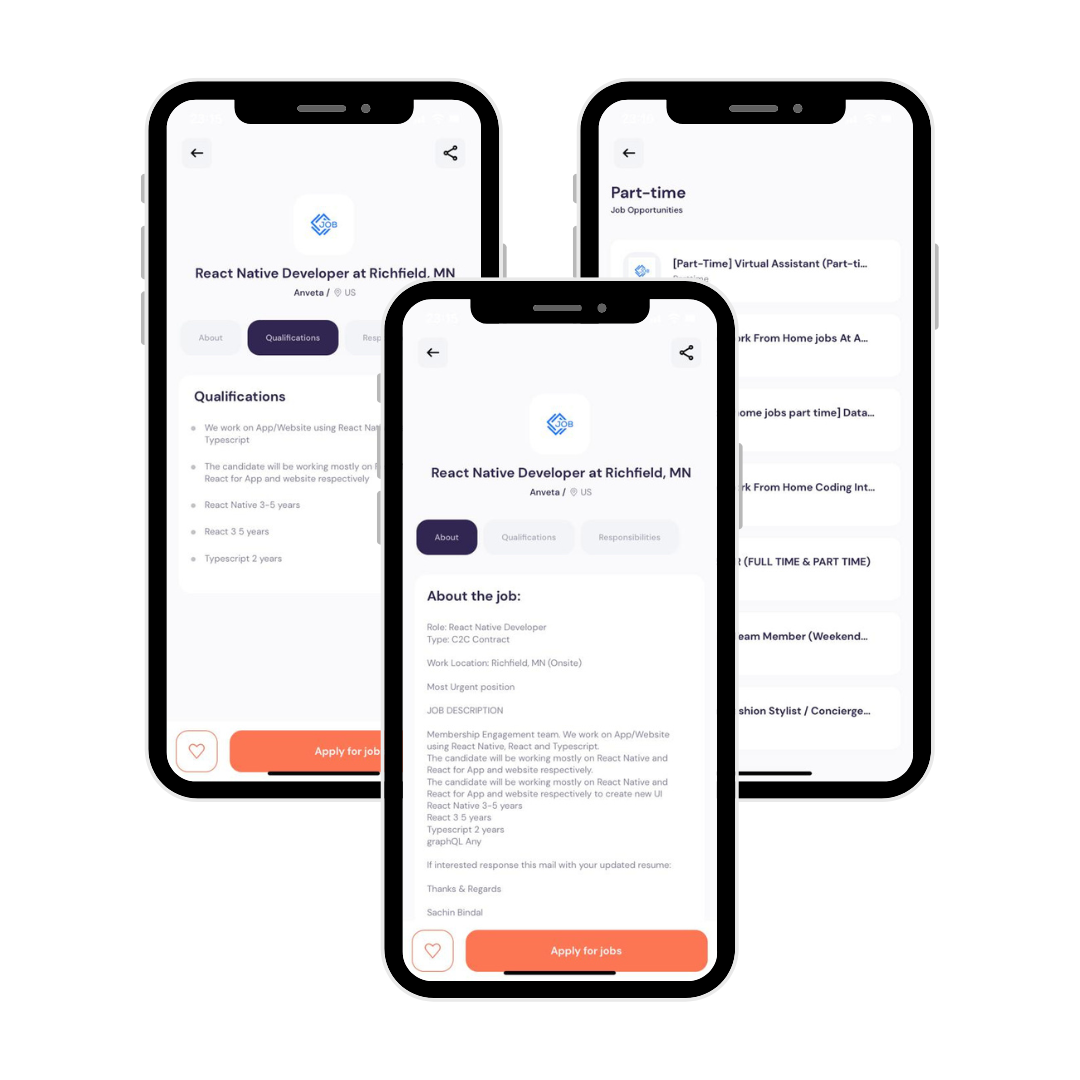 JOB
React Native Developer at Richfield, MN
Anveta / US
About
Qualifications
Qualifications
We work on App/Website using React
Typescript
The candidate will be working mostly on
React for App and website respectively
React Native 3-5 years
React 3 5 years
Typescript 2 years
Apply for job
JOB
React Native Developer at Richfield, MN
Anveta / US
About
Qualifications
Responsibilities
About the job:
Role: React Native Developer
Type: C2C Contract
Work Location: Richfield, MN (Onsite)
Most Urgent position
JOB DESCRIPTION
Membership Engagement team. We work on App/Website
using React Native, React and Typescript.
The candidate will be working mostly on React Native and
React for App and website respectively.
The candidate will be working mostly on React Native and
React for App and website respectively to create new UI
React Native 3-5 years
React 3 5 years
Typescript 2 years
graphQL Any
If interested response this mail with your updated resume:
Thanks & Regards
Sachin Bindal
Apply for jobs
Part-time
Job Opportunities
[Part-Time] Virtual Assistant (Part-ti...
From Home jobs At A...
jobs part time] Data...
From Home Coding Int...
(FULL TIME & PART TIME)
Member (Weekend...
Stylist / Concierge...